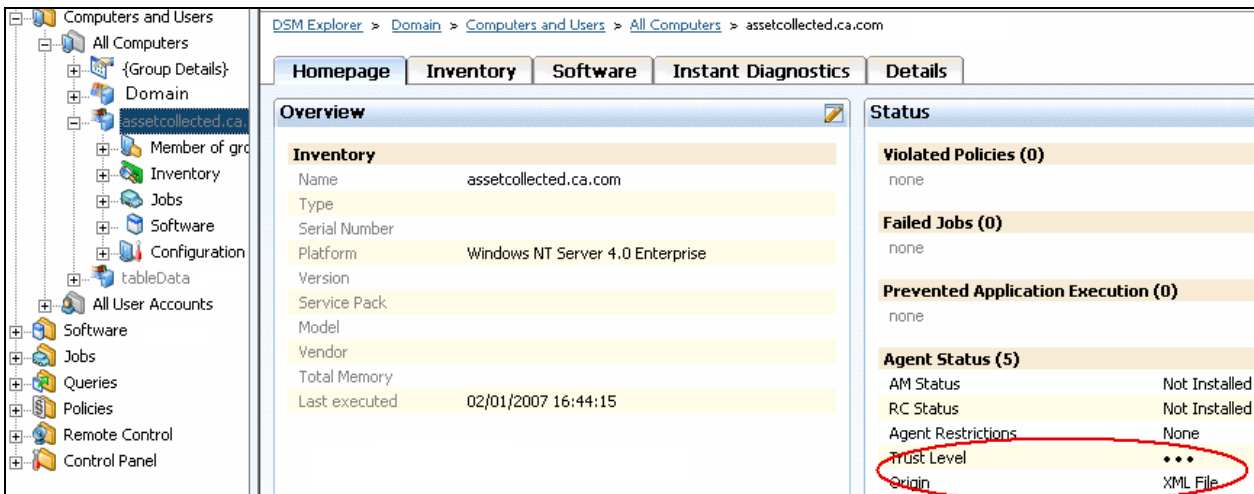 Computers and Users
All Computers
{Group Details}
Domain
assetcollected.ca.
Member of gro
Inventory
Jobs
Software
Configuration
tableData
All User Accounts
Software
Jobs
Queries
Policies
Remote Control
Control Panel
DSM Explorer > Domain > Computers and Users > All Computers > assetcollected.ca.com
Homepage Inventory Software Instant Diagnostics Details
Overview
Inventory
Name assetcollected.ca.com
Type
Serial Number
Platform Windows NT Server 4.0 Enterprise
Version
Service Pack
Model
Vendor
Total Memory
Last executed 02/01/2007 16:44:15
Status
Violated Policies (0)
none
Failed Jobs (0)
none
Prevented Application Execution (0)
none
Agent Status (5)
AM Status Not Installed
RC Status Not Installed
Agent Restrictions None
Trust Level •••
Origin XML File